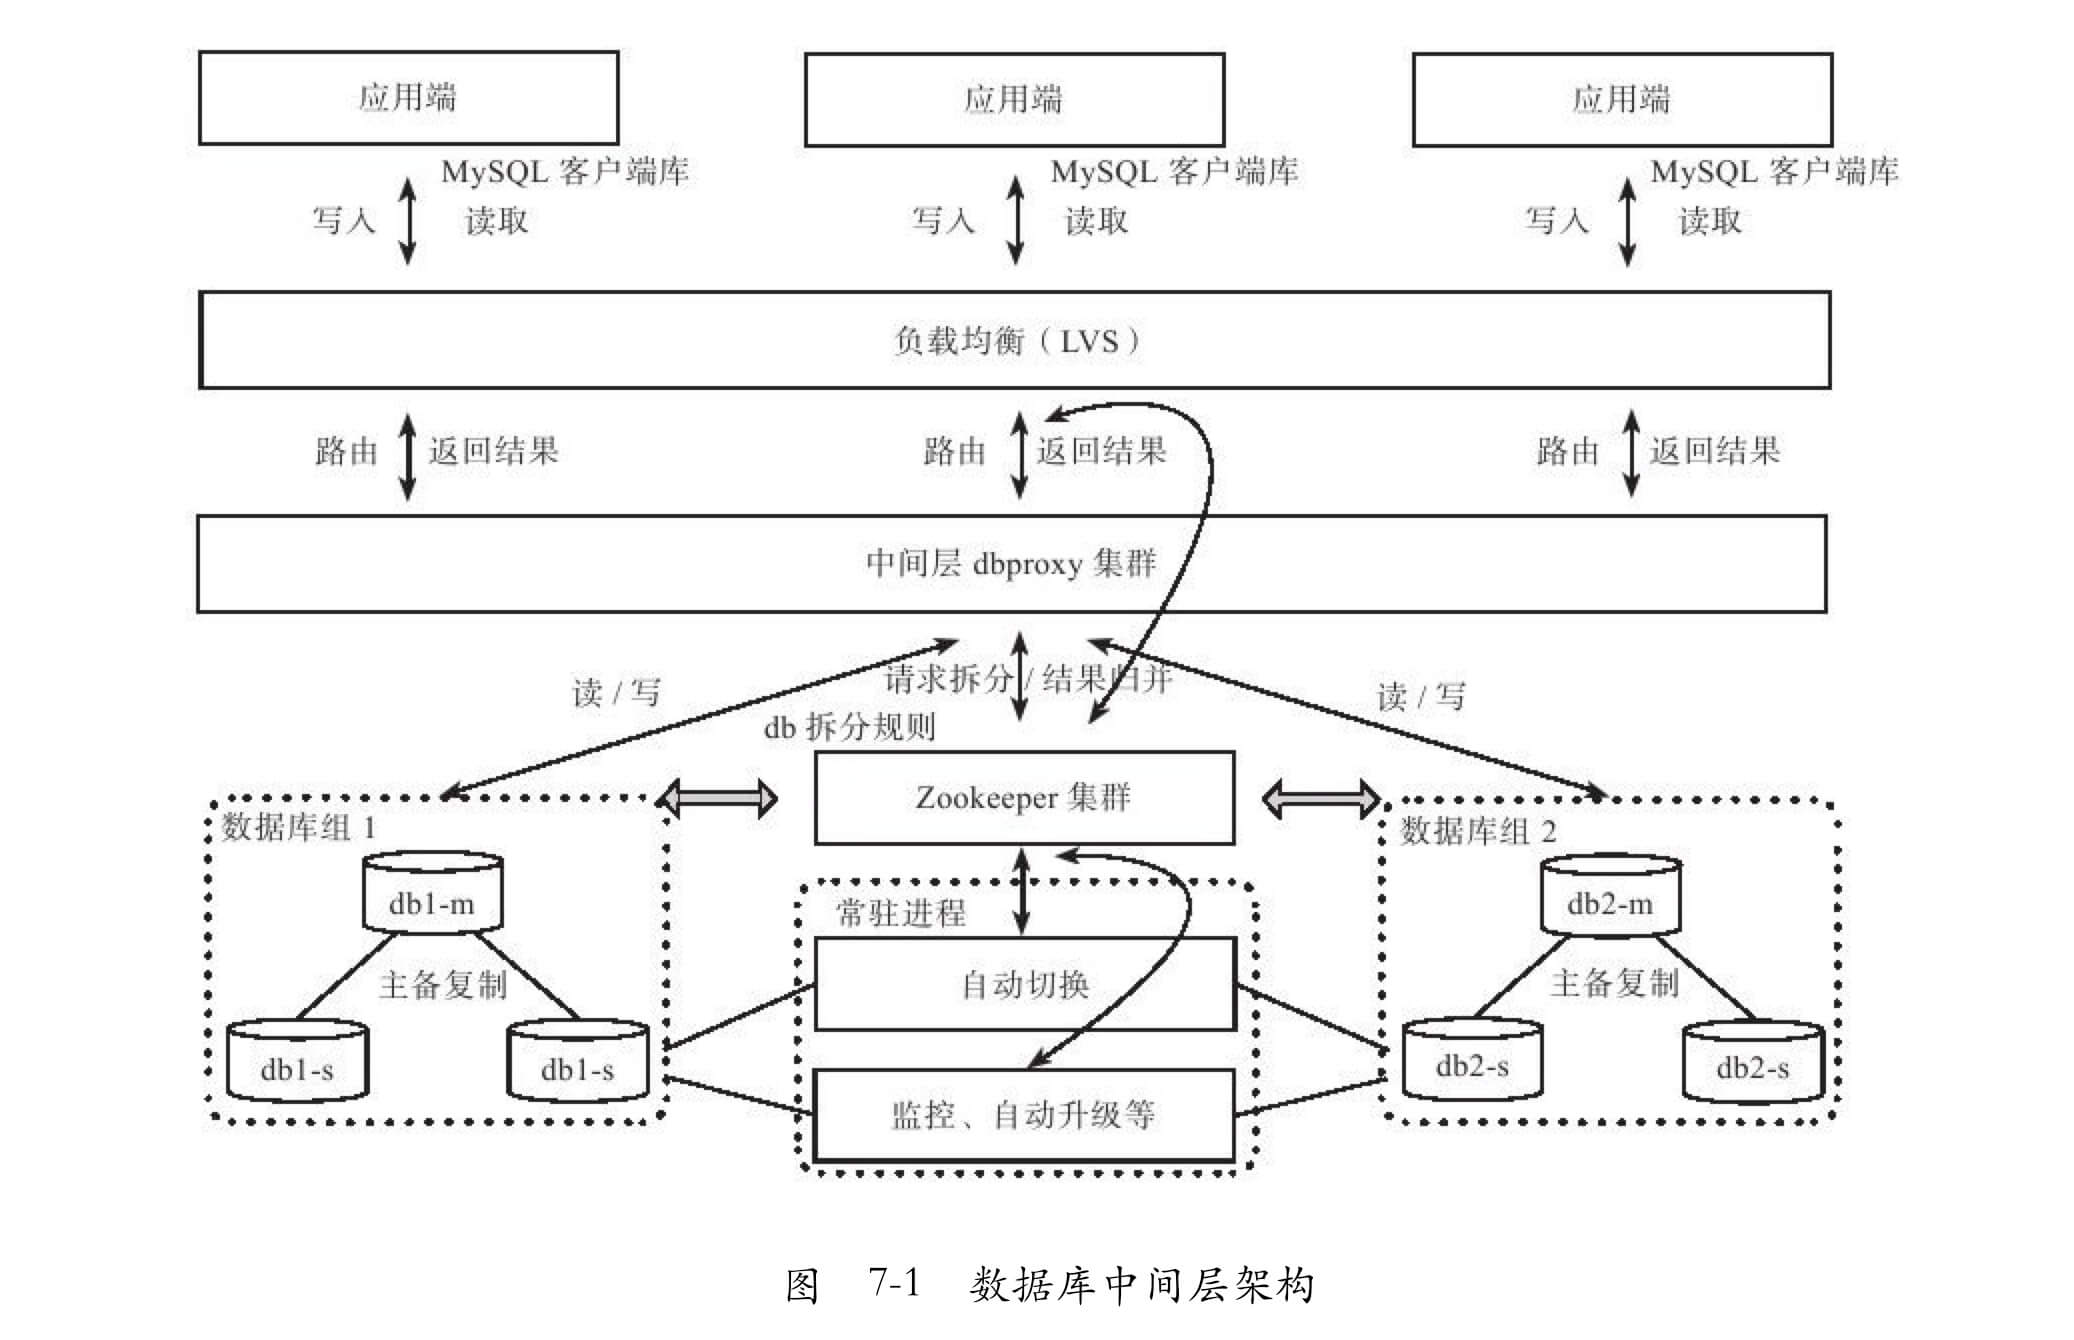 应用端
应用端
应用端
MySQL 客户端库
MySQL 客户端库
MySQL 客户端库
写入
读取
写入
读取
写入
读取
负载均衡（LVS）
路由
返回结果
路由
返回结果
路由
返回结果
中间层 dbproxy 集群
读 / 写
请求拆分 / 结果归并
读 / 写
db 拆分规则
Zookeeper 集群
数据库组 1
数据库组 2
db1-m
常驻进程
db2-m
主备复制
自动切换
主备复制
db1-s
db1-s
db2-s
db2-s
监控、自动升级等
图 7-1 数据库中间层架构